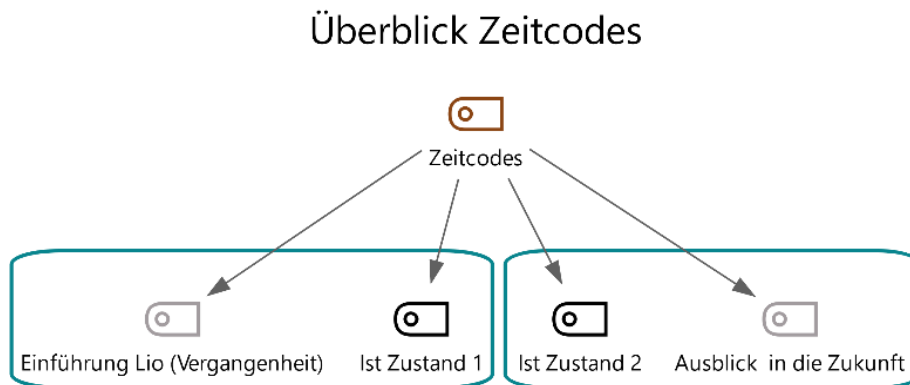 Überblick Zeitcodes
Zeitcodes
Einführung Lio (Vergangenheit)
Ist Zustand 1
Ist Zustand 2
Ausblick in die Zukunft